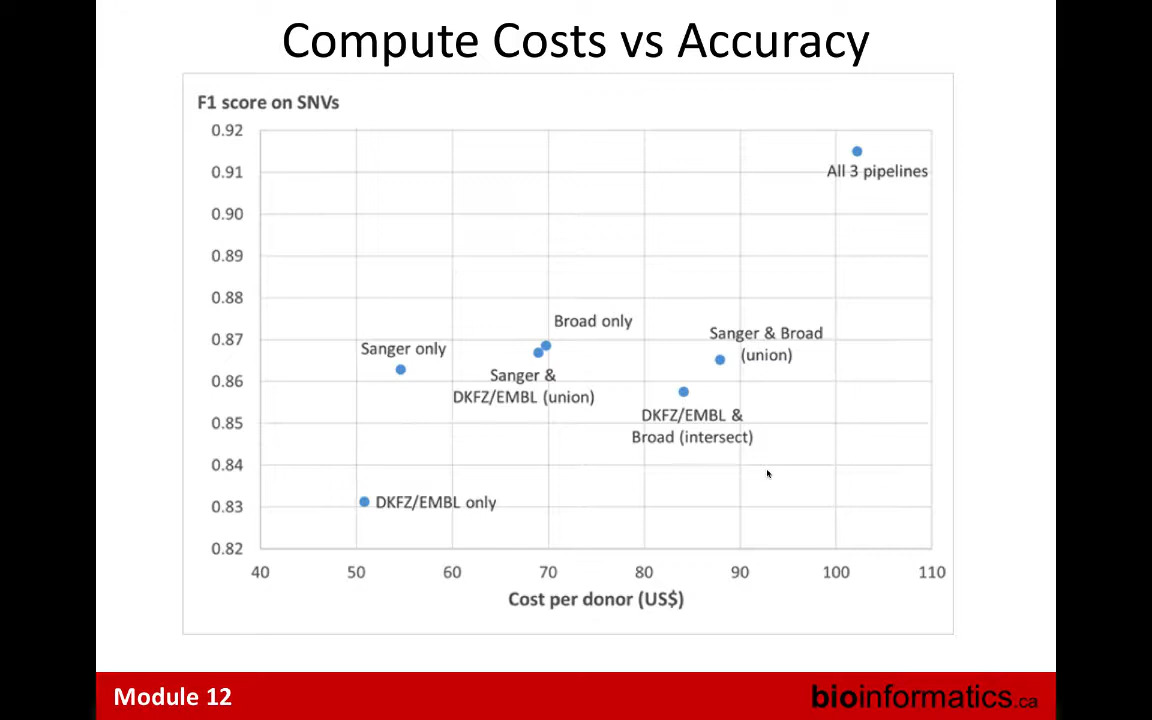 Compute Costs vs Accuracy
F1 score on SNVs
0.92
0.91
0.90
0.89
0.88
0.87
0.86
0.85
0.84
0.83
0.82
All 3 pipelines
Broad only
Sanger & Broad
(union)
Sanger only
Sanger &
DKFZ/EMBL (union)
DKFZ/EMBL &
Broad (intersect)
DKFZ/EMBL only
40 50 60 70 80 90 100 110
Cost per donor (US$)
Module 12
bioinformatics.ca